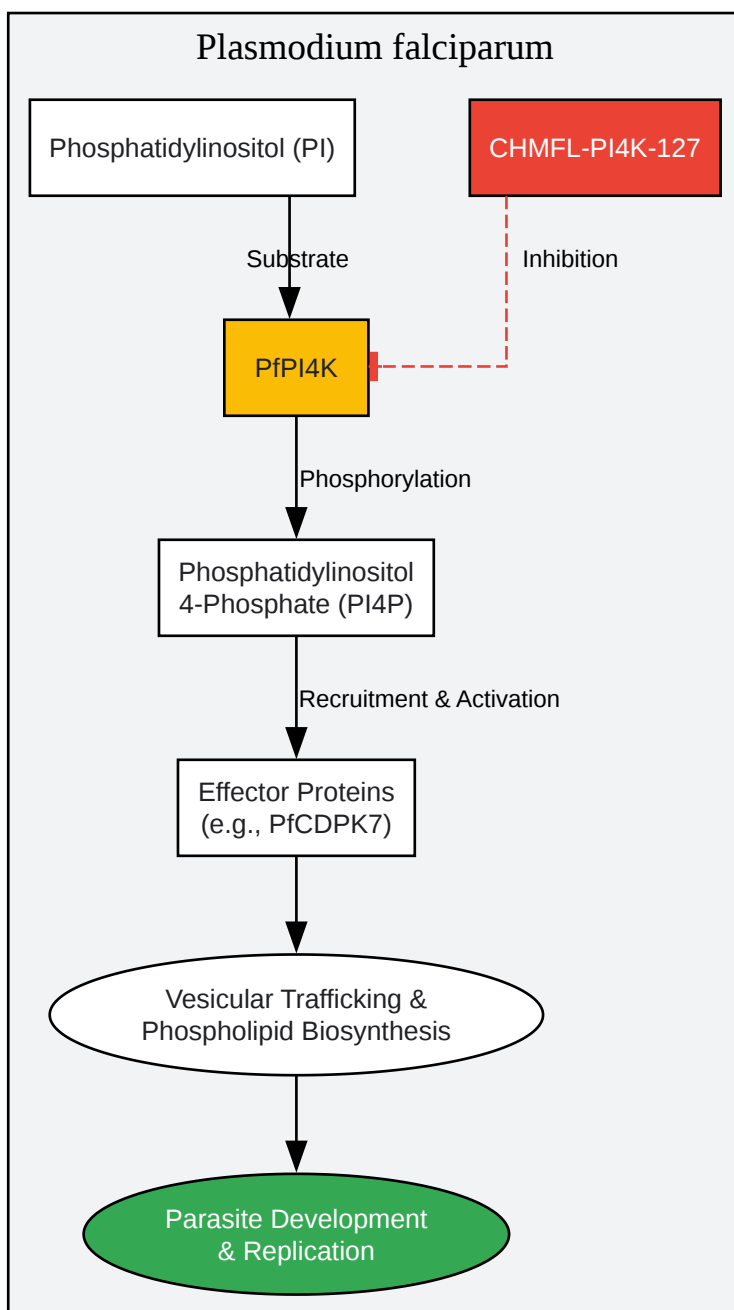 Plasmodium falciparum
Phosphatidylinositol (PI)
CHMFL-PI4K-127
Substrate
Inhibition
PfPI4K
Phosphorylation
Phosphatidylinositol
4-Phosphate (PI4P)
Recruitment & Activation
Effector Proteins
(e.g., PfCDPK7)
Vesicular Trafficking &
Phospholipid Biosynthesis
Parasite Development
& Replication